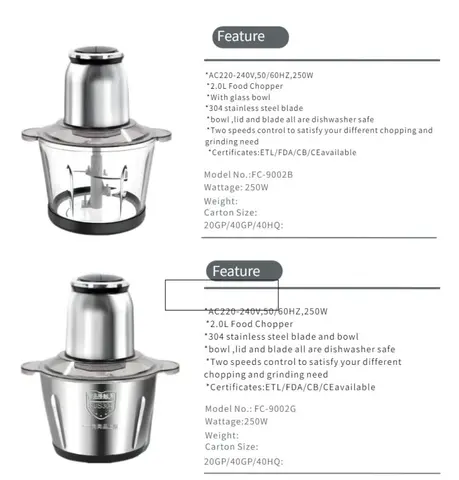 Feature
*AC220-240V,50/60HZ,250W
*2.0L Food Chopper
*With glass bowl
*304 stainless steel blade
*bowl ,lid and blade all are dishwasher safe
*Two speeds control to satisfy your different chopping and
grinding need
*Certificates:ETL/FDA/CB/CEavailable
Model No.:FC-9002B
Wattage: 250W
Weight:
Carton Size:
20GP/40GP/40HQ:
Feature
*AC220-240V,50/60HZ,250W
*2.0L Food Chopper
*304 stainless steel blade and bowl
*bowl ,lid and blade all are dishwasher safe
*Two speeds control to satisfy your different
chopping and grinding need
*Certificates:ETL/FDA/CB/CEavailable
Model No.: FC-9002G
Wattage:250W
Weight:
Carton Size:
20GP/40GP/40HQ: